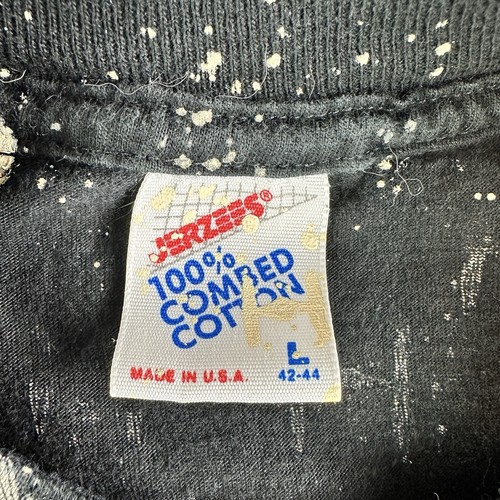 JERZEES®
100%
COMBED
COTTON
L
MADE IN U.S.A. 42-44